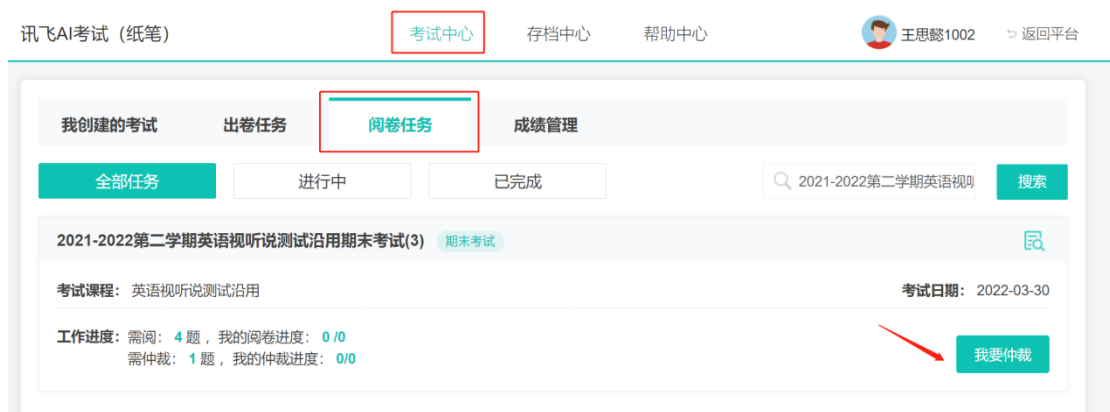 讯飞AI考试（纸笔） 考试中心 存档中心 帮助中心 王思懿1002 返回平台
我创建的考试 出卷任务 阅卷任务 成绩管理
全部任务 进行中 已完成 2021-2022第二学期英语视听 搜索
2021-2022第二学期英语视听说测试沿用期末考试(3) 期末考试
考试课程： 英语视听说测试沿用 考试日期： 2022-03-30
工作进度： 需阅： 4 题， 我的阅卷进度： 0 /0
需仲裁： 1 题， 我的仲裁进度： 0/0
我要仲裁